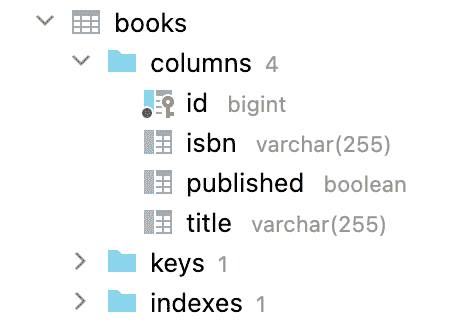 books
columns 4
id bigint
isbn varchar(255)
published boolean
title varchar(255)
keys 1
indexes 1